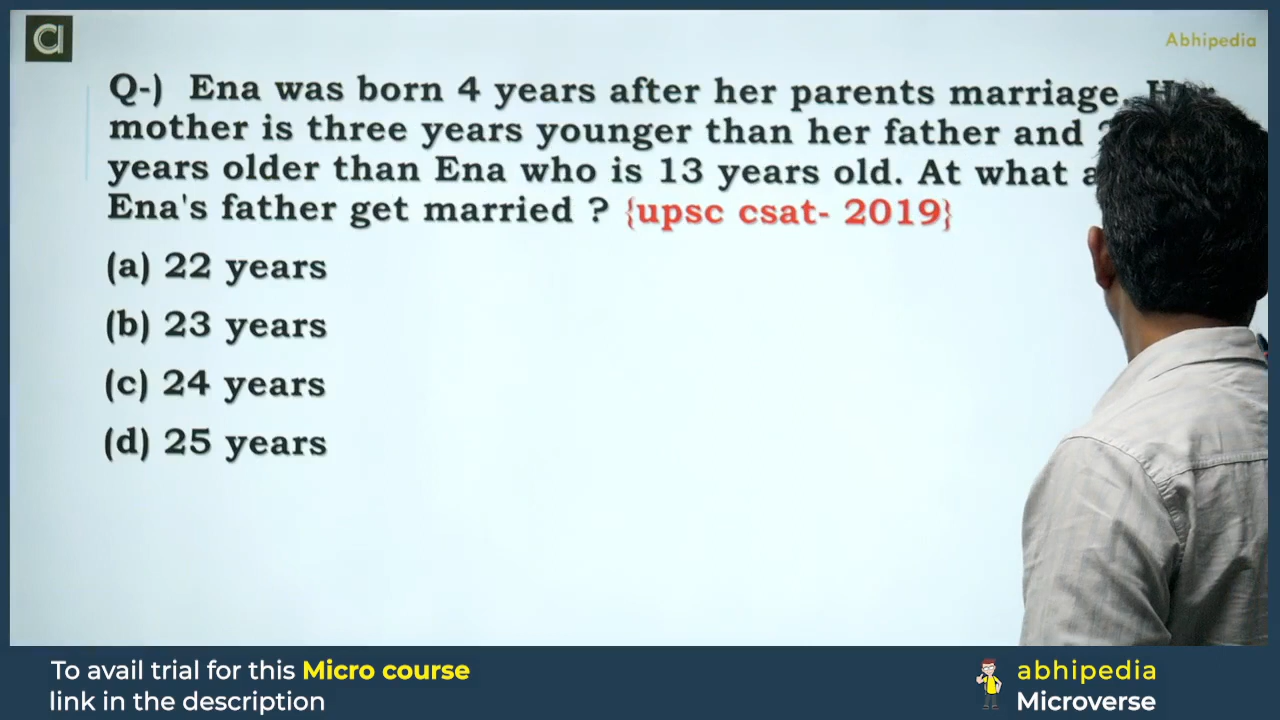 Abhipedia
Q-) Ena was born 4 years after her parents marriage.
mother is three years younger than her father and
years older than Ena who is 13 years old. At what
Ena's father get married ? {upsc csat- 2019}
(a) 22 years
(b) 23 years
(c) 24 years
(d) 25 years
To avail trial for this Micro course
link in the description
abhipedia
Microverse